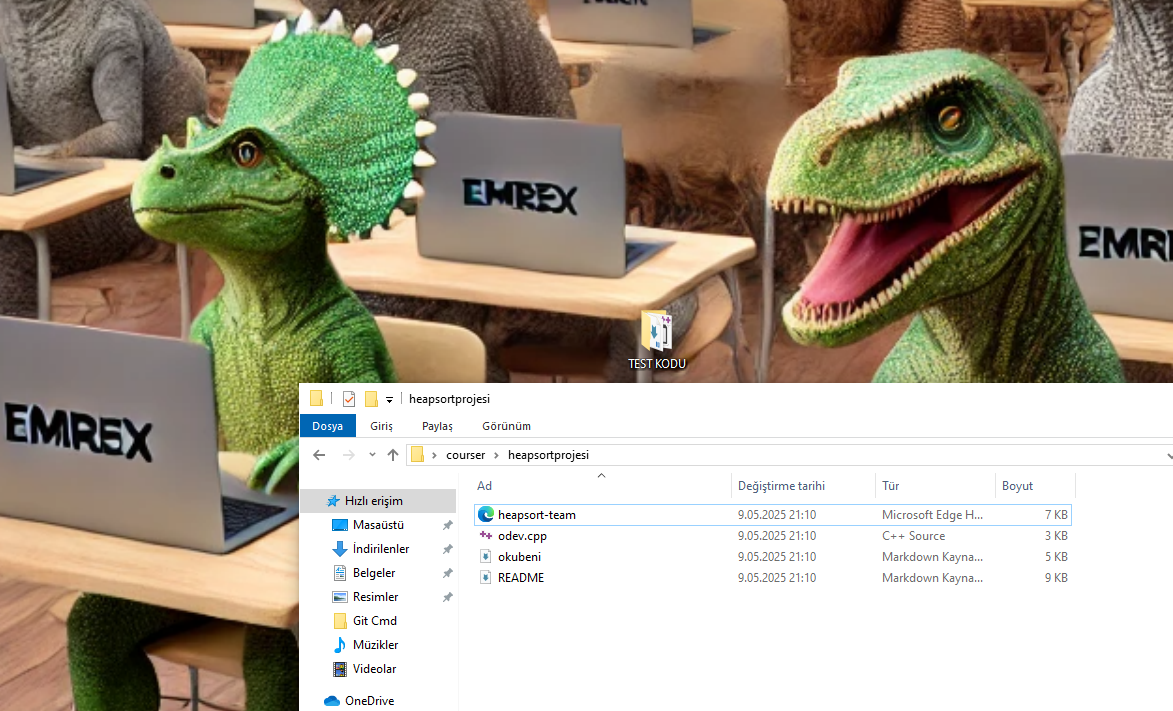 EMREX
EMR
EMREX
TEST KODU
heapsortprojesi
Dosya Giriş Paylaş Görünüm
courser heapsortprojesi
Ad Değiştirme tarihi Tür Boyut
Hızlı erişim
Masaüstü
İndirilenler
Belgeler
Resimler
Git Cmd
Müzikler
Videolar
OneDrive
heapsort-team 9.05.2025 21:10 Microsoft Edge H... 7 KB
odev.cpp 9.05.2025 21:10 C++ Source 3 KB
okubeni 9.05.2025 21:10 Markdown Kayna... 5 KB
README 9.05.2025 21:10 Markdown Kayna... 9 KB